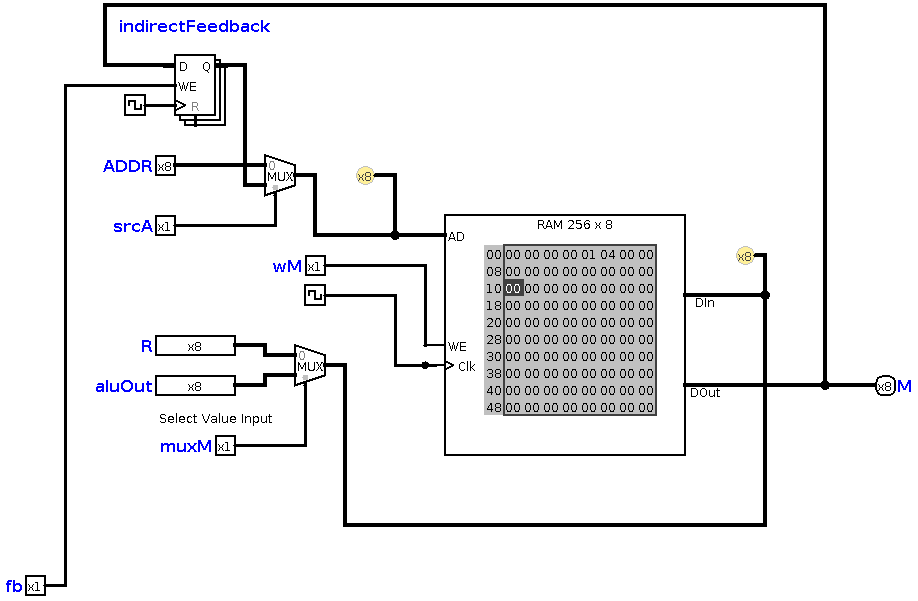 indirectFeedback
D Q
WE
R
ADDR x8
0
MUX
x8
srcA x1
RAM 256 x 8
AD
wM x1
00 00 00 00 00 01 04 00 00
08 00 00 00 00 00 00 00 00
10 00 00 00 00 00 00 00 00
18 00 00 00 00 00 00 00 00
20 00 00 00 00 00 00 00 00
28 00 00 00 00 00 00 00 00
30 00 00 00 00 00 00 00 00
38 00 00 00 00 00 00 00 00
40 00 00 00 00 00 00 00 00
48 00 00 00 00 00 00 00 00
x8
DIn
WE
Clk
R x8
0
MUX
aluOut x8
DOut
x8 M
Select Value Input
muxM x1
fb x1